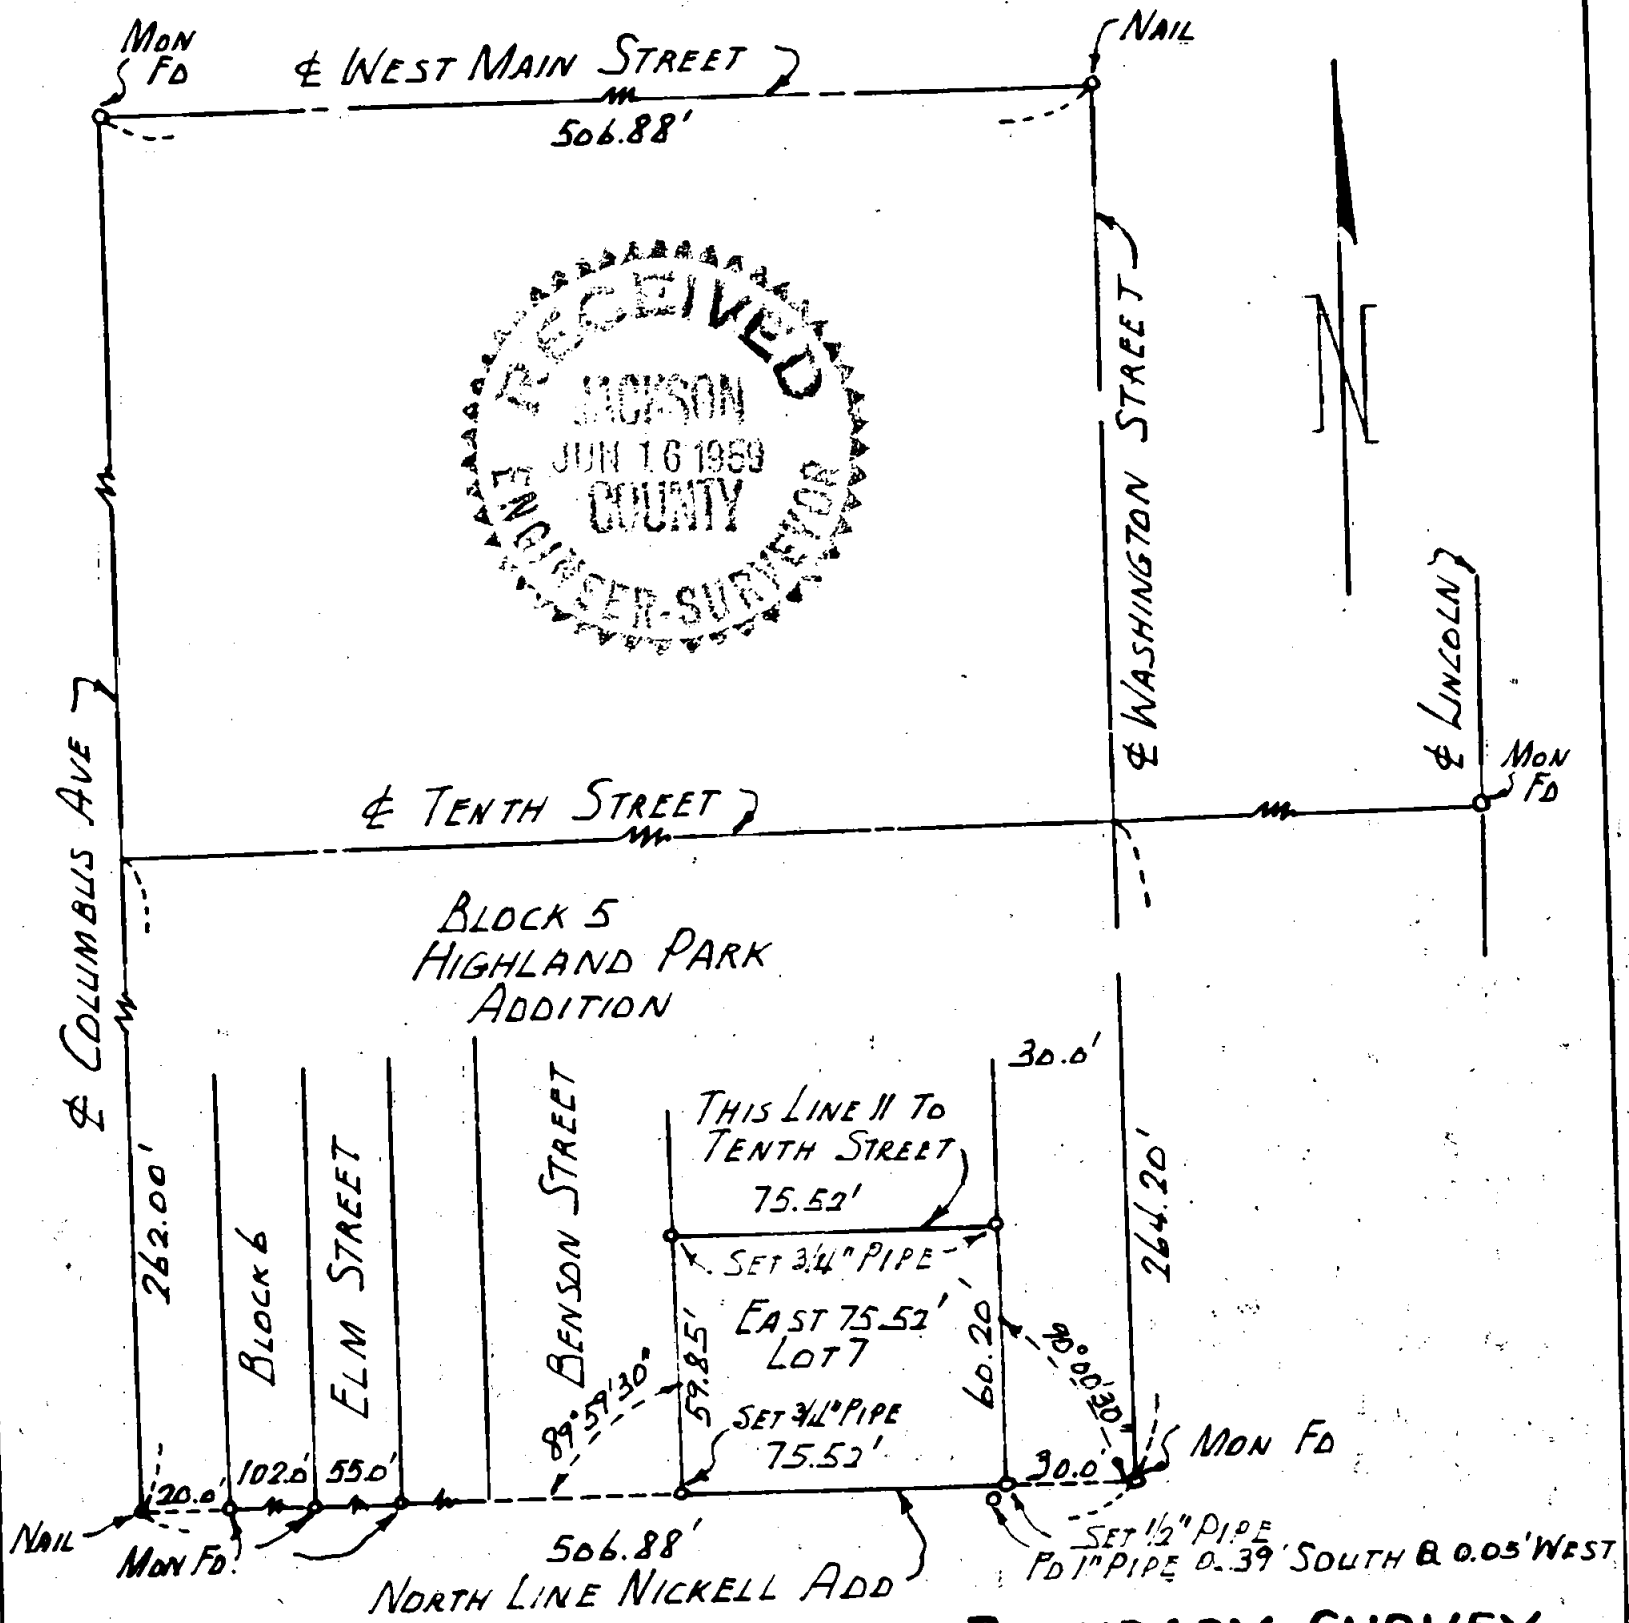 MON
FD
℄ WEST MAIN STREET
NAIL
506.88'
RECEIVED
JACKSON
JUN 16 1989
COUNTY
ENGINEER-SURVEYOR
N
℄ WASHINGTON STREET
℄ LINCOLN
MON
FD
℄ COLUMBUS AVE
℄ TENTH STREET
BLOCK 5
HIGHLAND PARK
ADDITION
30.0'
THIS LINE || TO
TENTH STREET
75.52'
262.00'
BLOCK 6
ELM STREET
BENSON STREET
SET 3/4" PIPE
EAST 75.52'
LOT 7
59.85'
60.20'
264.20'
89°59'30"
90°00'30"
SET 3/4" PIPE
75.52'
20.0'
102.0'
55.0'
30.0'
MON FD
NAIL
MON FD.
506.88'
NORTH LINE NICKELL ADD
SET 1/2" PIPE
FD 1" PIPE 0.39' SOUTH & 0.05' WEST